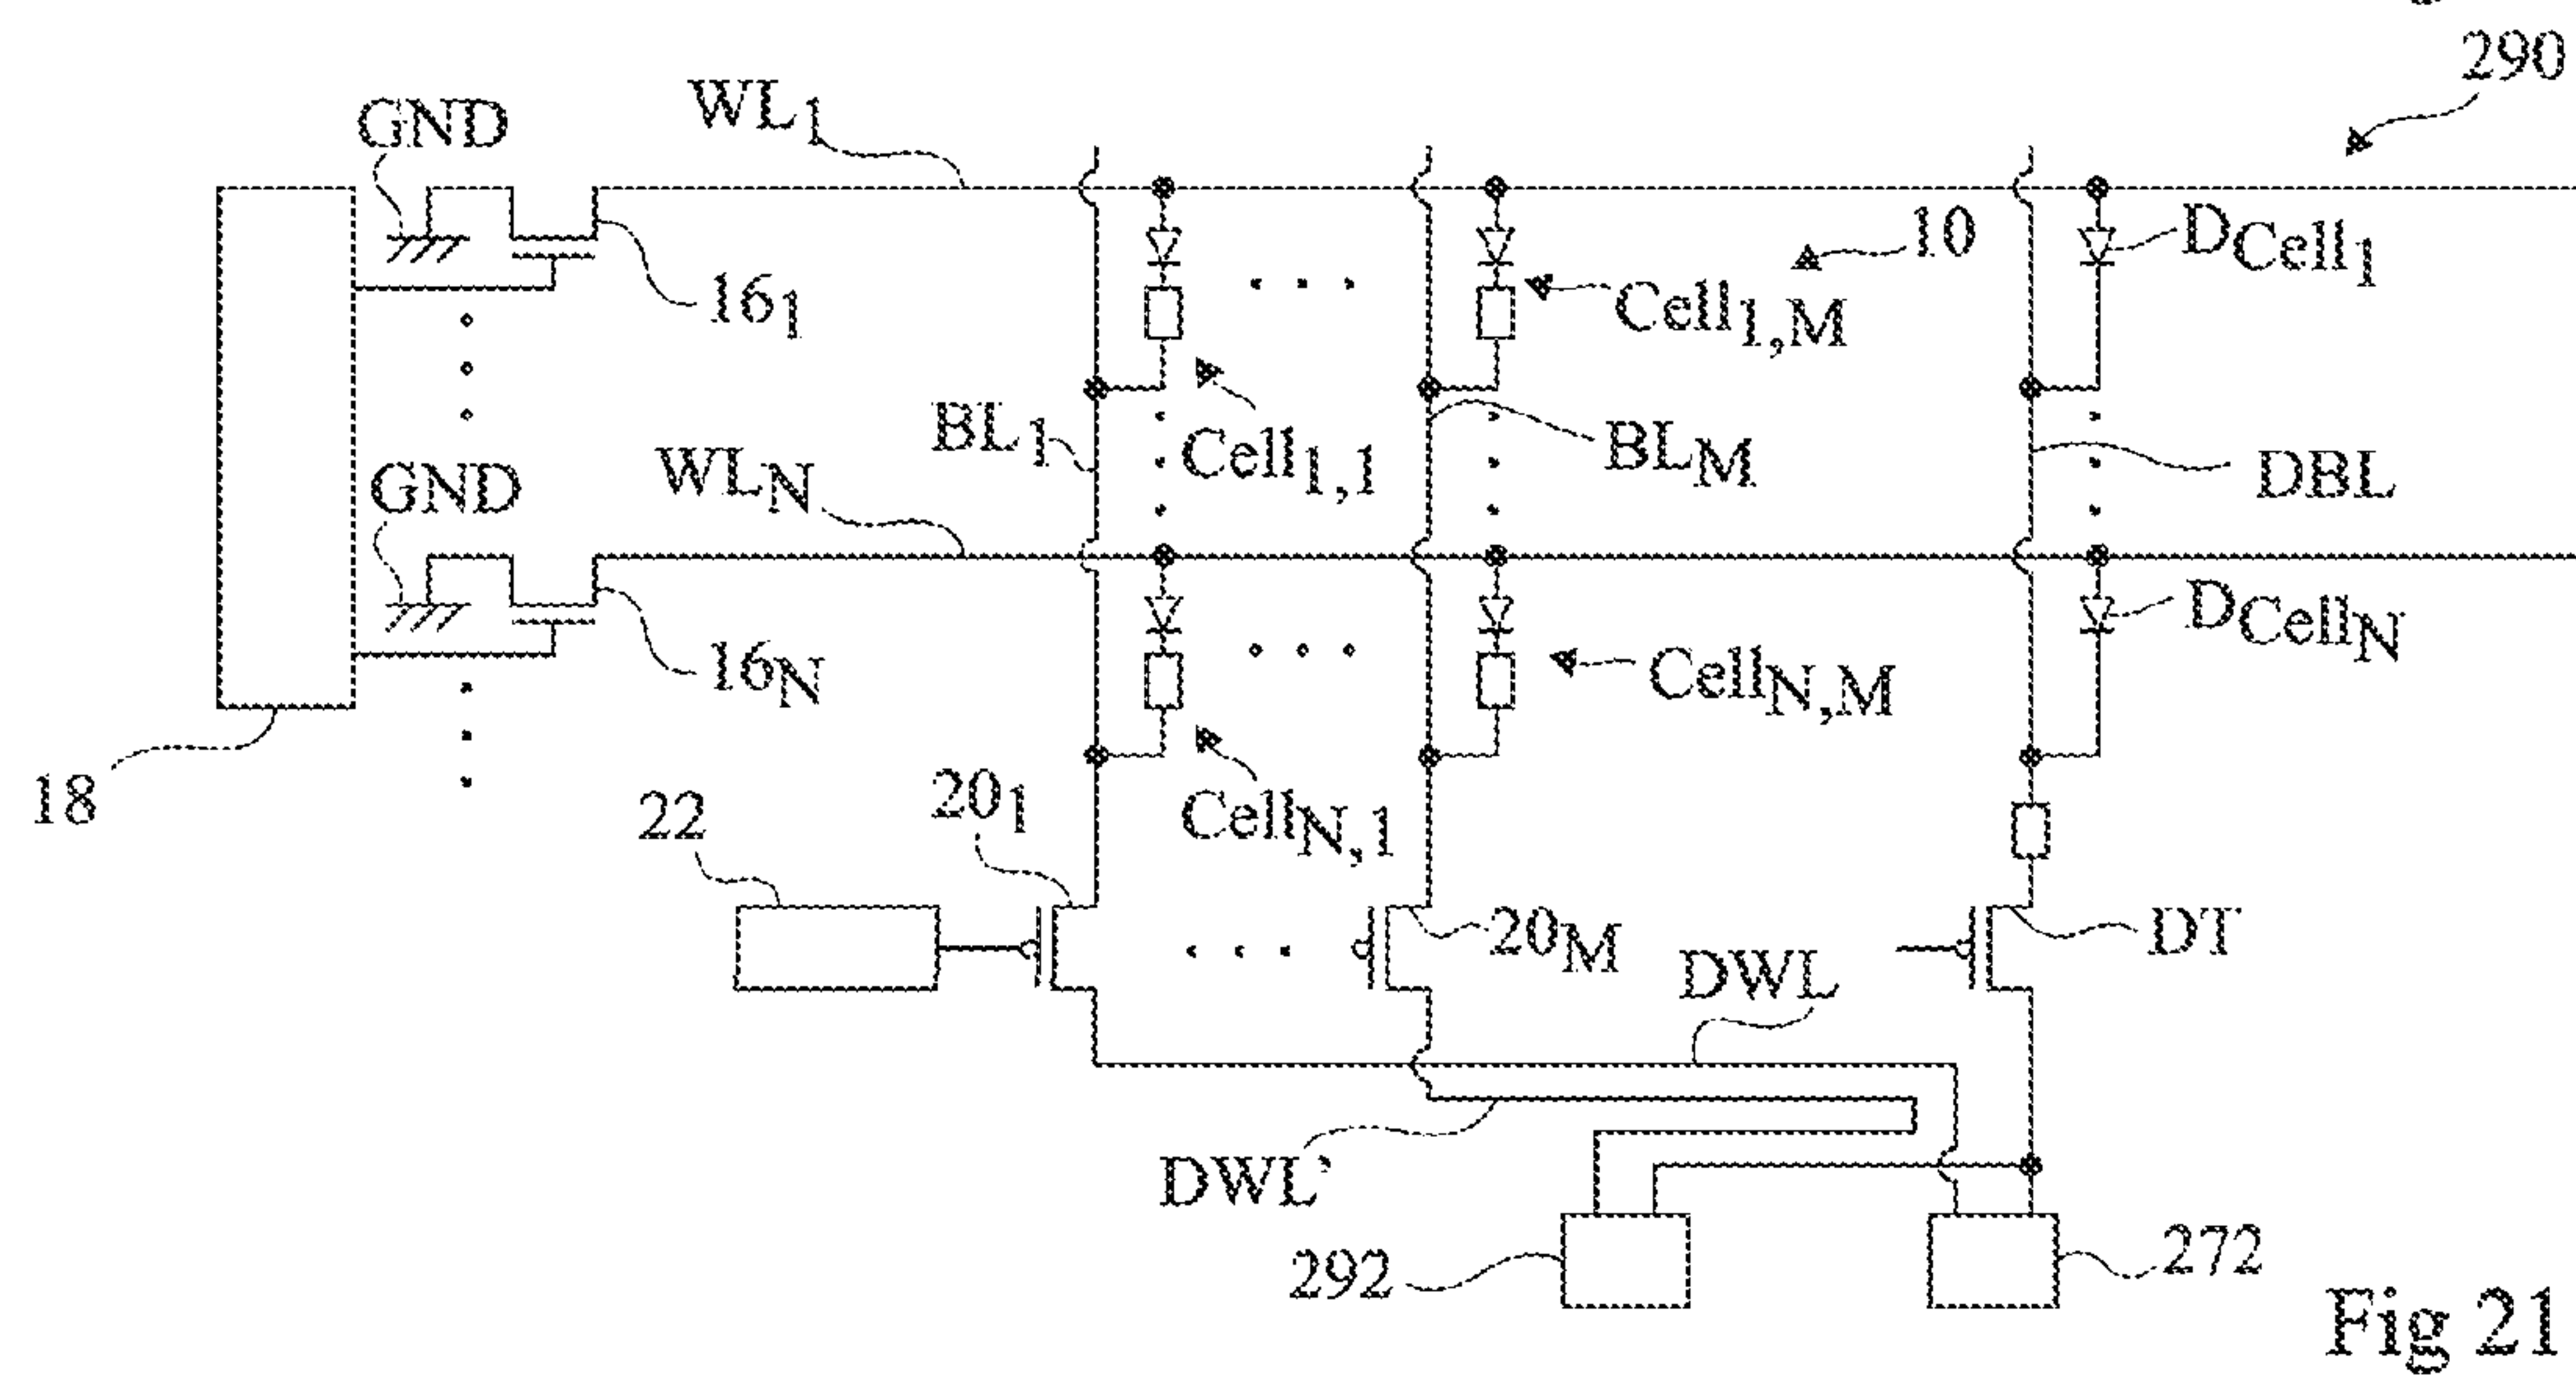 290
GND
WL1
10
DCell1
161
Cell1,M
BL1
Cell1,1
BLM
DBL
GND
WLN
16N
DCellN
CellN,M
18
22
201
CellN,1
20M
DWL
DT
DWL'
292
272
Fig 21